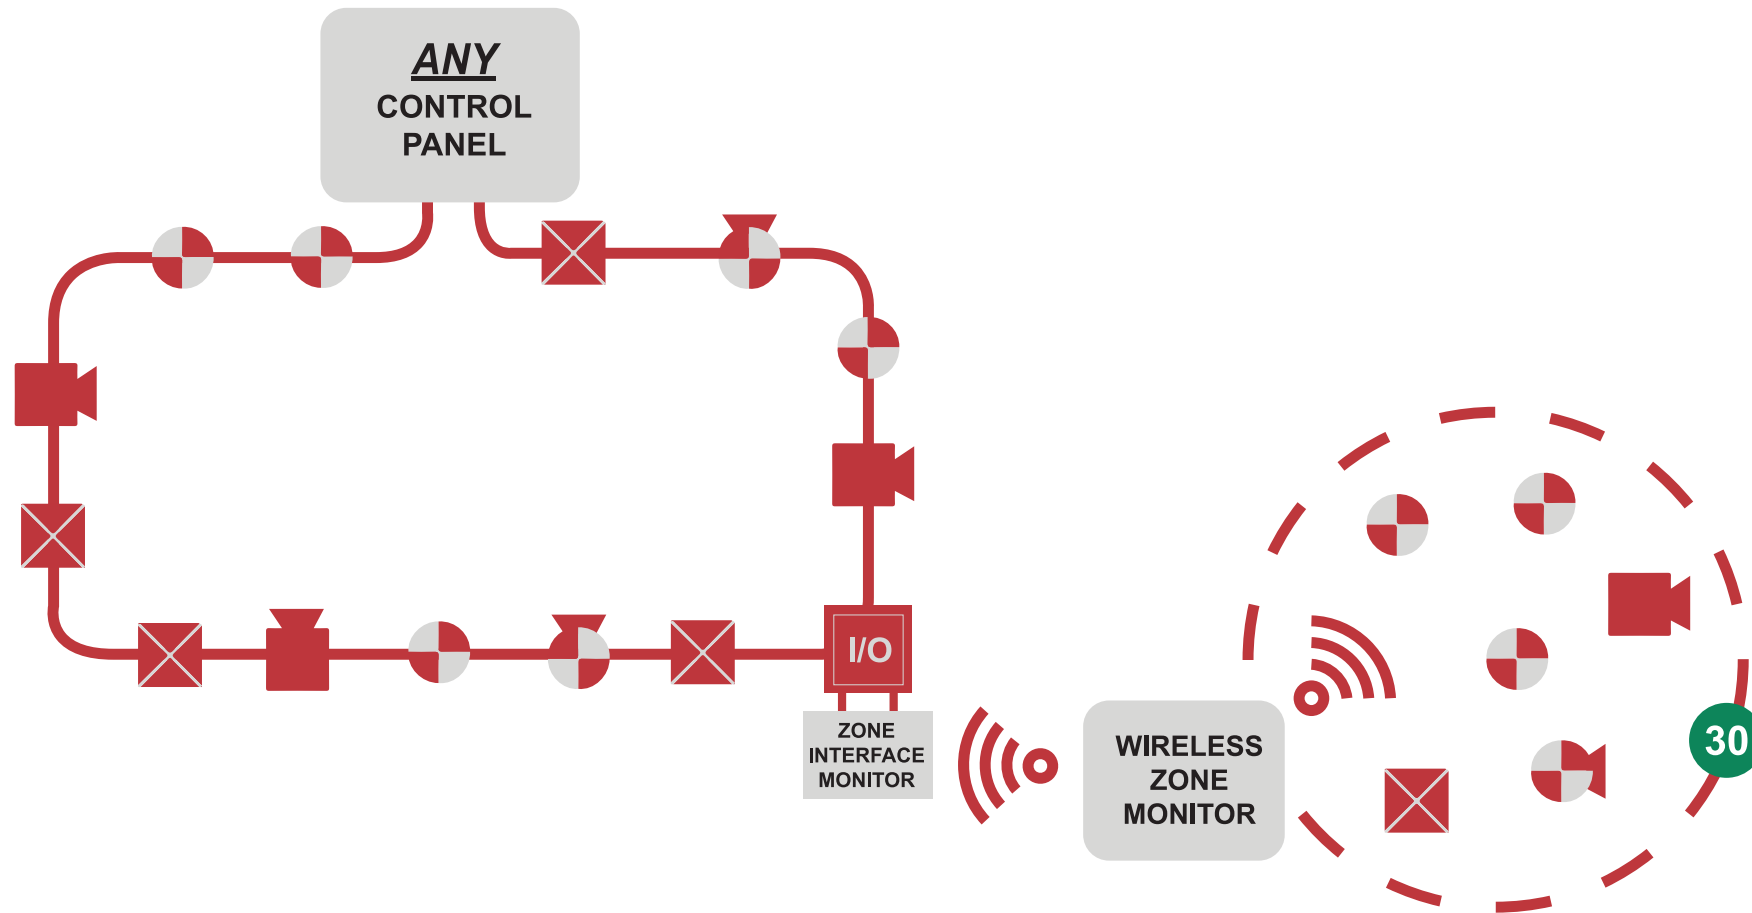 ANY
CONTROL
PANEL
I/O
ZONE
INTERFACE
MONITOR
WIRELESS
ZONE
MONITOR
30